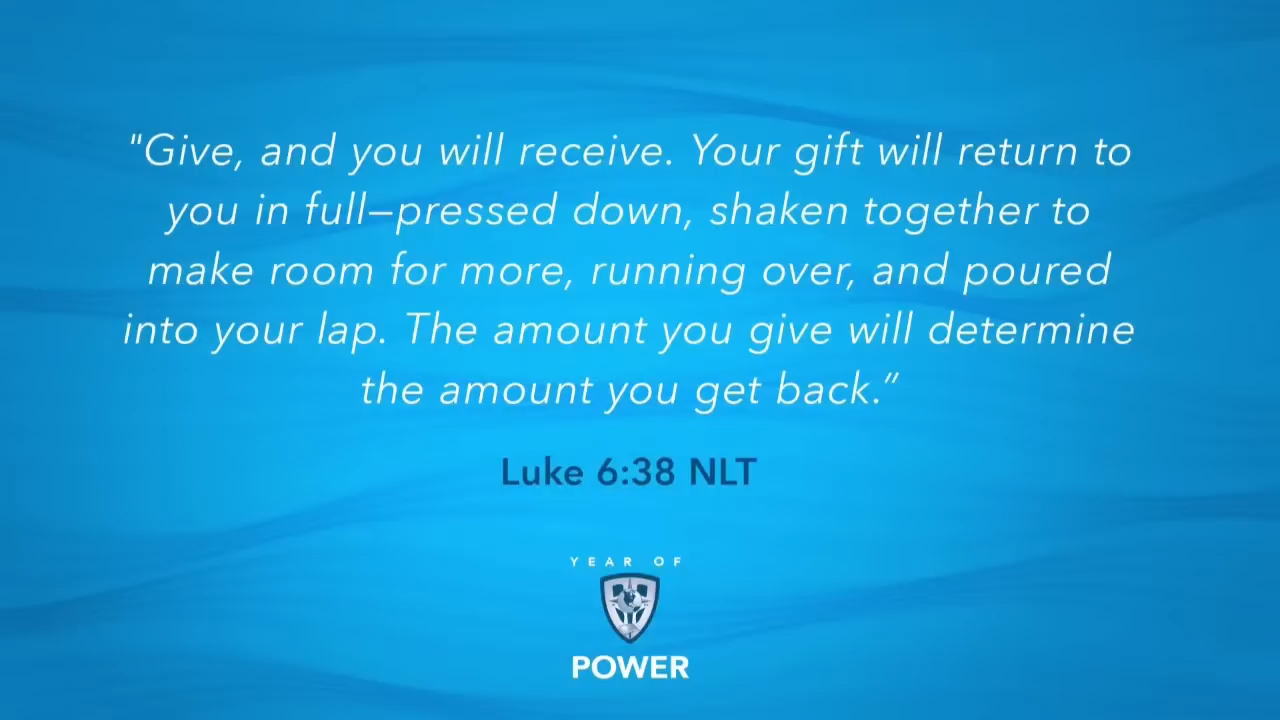 "Give, and you will receive. Your gift will return to
you in full—pressed down, shaken together to
make room for more, running over, and poured
into your lap. The amount you give will determine
the amount you get back.”
Luke 6:38 NLT
YEAR OF
POWER